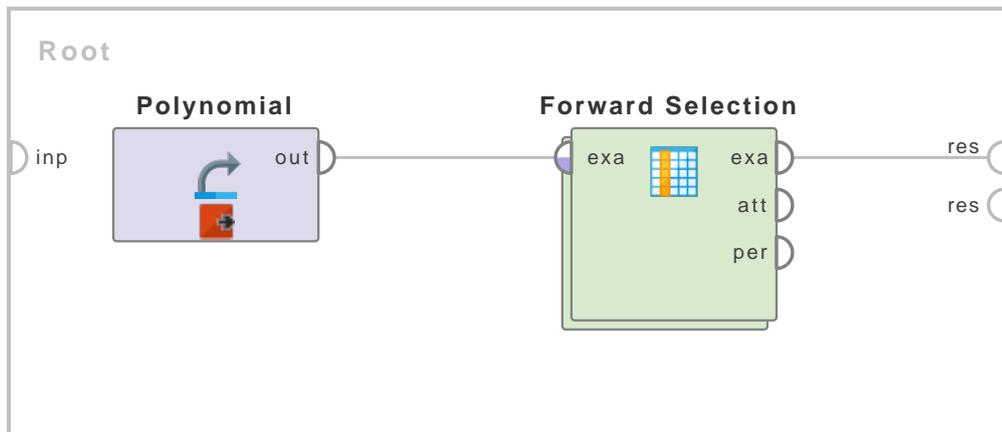 Root
Polynomial
Forward Selection
inp
out
exa
exa
res
att
res
per